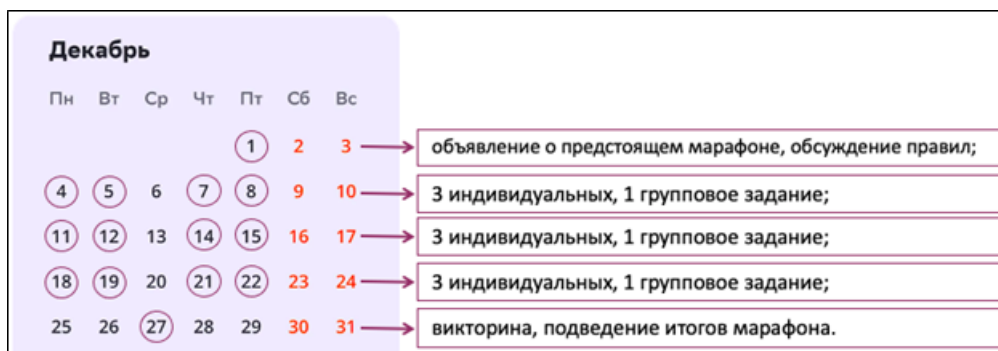 Декабрь
Пн Вт Ср Чт Пт Сб Вс
1 2 3 объявление о предстоящем марафоне, обсуждение правил;
4 5 6 7 8 9 10 3 индивидуальных, 1 групповое задание;
11 12 13 14 15 16 17 3 индивидуальных, 1 групповое задание;
18 19 20 21 22 23 24 3 индивидуальных, 1 групповое задание;
25 26 27 28 29 30 31 викторина, подведение итогов марафона.